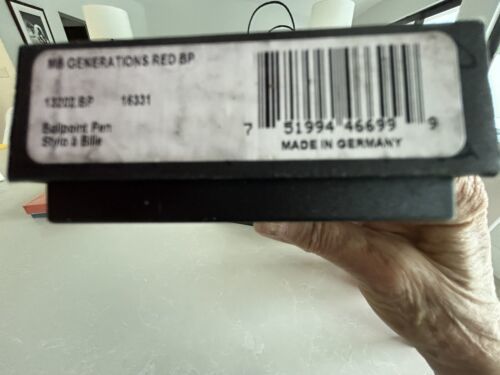 MB GENERATIONS RED BP
13202 BP 16331
Ballpoint Pen
Stylo à Bille
7 51994 46699 9
MADE IN GERMANY